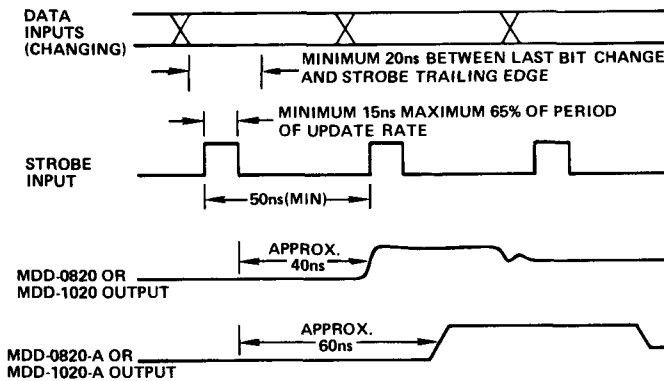 DATA
INPUTS
(CHANGING)
MINIMUM 20ns BETWEEN LAST BIT CHANGE
AND STROBE TRAILING EDGE
MINIMUM 15ns MAXIMUM 65% OF PERIOD
OF UPDATE RATE
STROBE
INPUT
50ns(MIN)
APPROX.
40ns
MDD-0820 OR
MDD-1020 OUTPUT
APPROX.
60ns
MDD-0820-A OR
MDD-1020-A OUTPUT